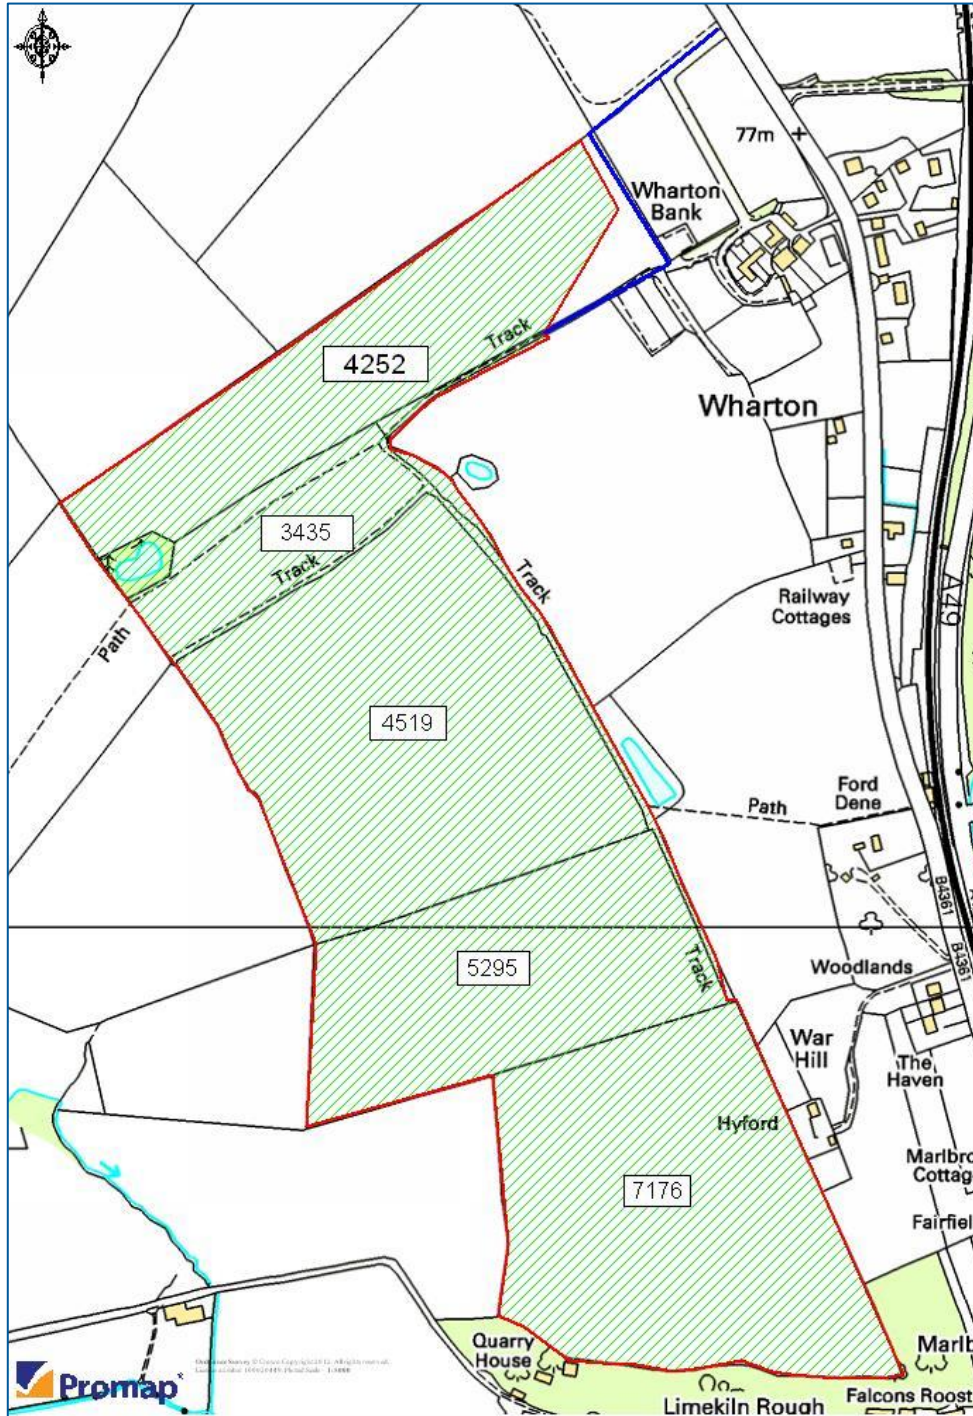 77m
Wharton
Bank
Track
4252
Wharton
3435
Track
Track
Railway
Cottages
A49
Path
4519
Path
Ford
Dene
B4361
B4361
Track
5295
Woodlands
War
Hill
The
Haven
Hyford
7176
Marlbro
Cottag
Fairfiel
Quarry
House
Marlb
Promap
Limekiln Rough
Falcons Roost